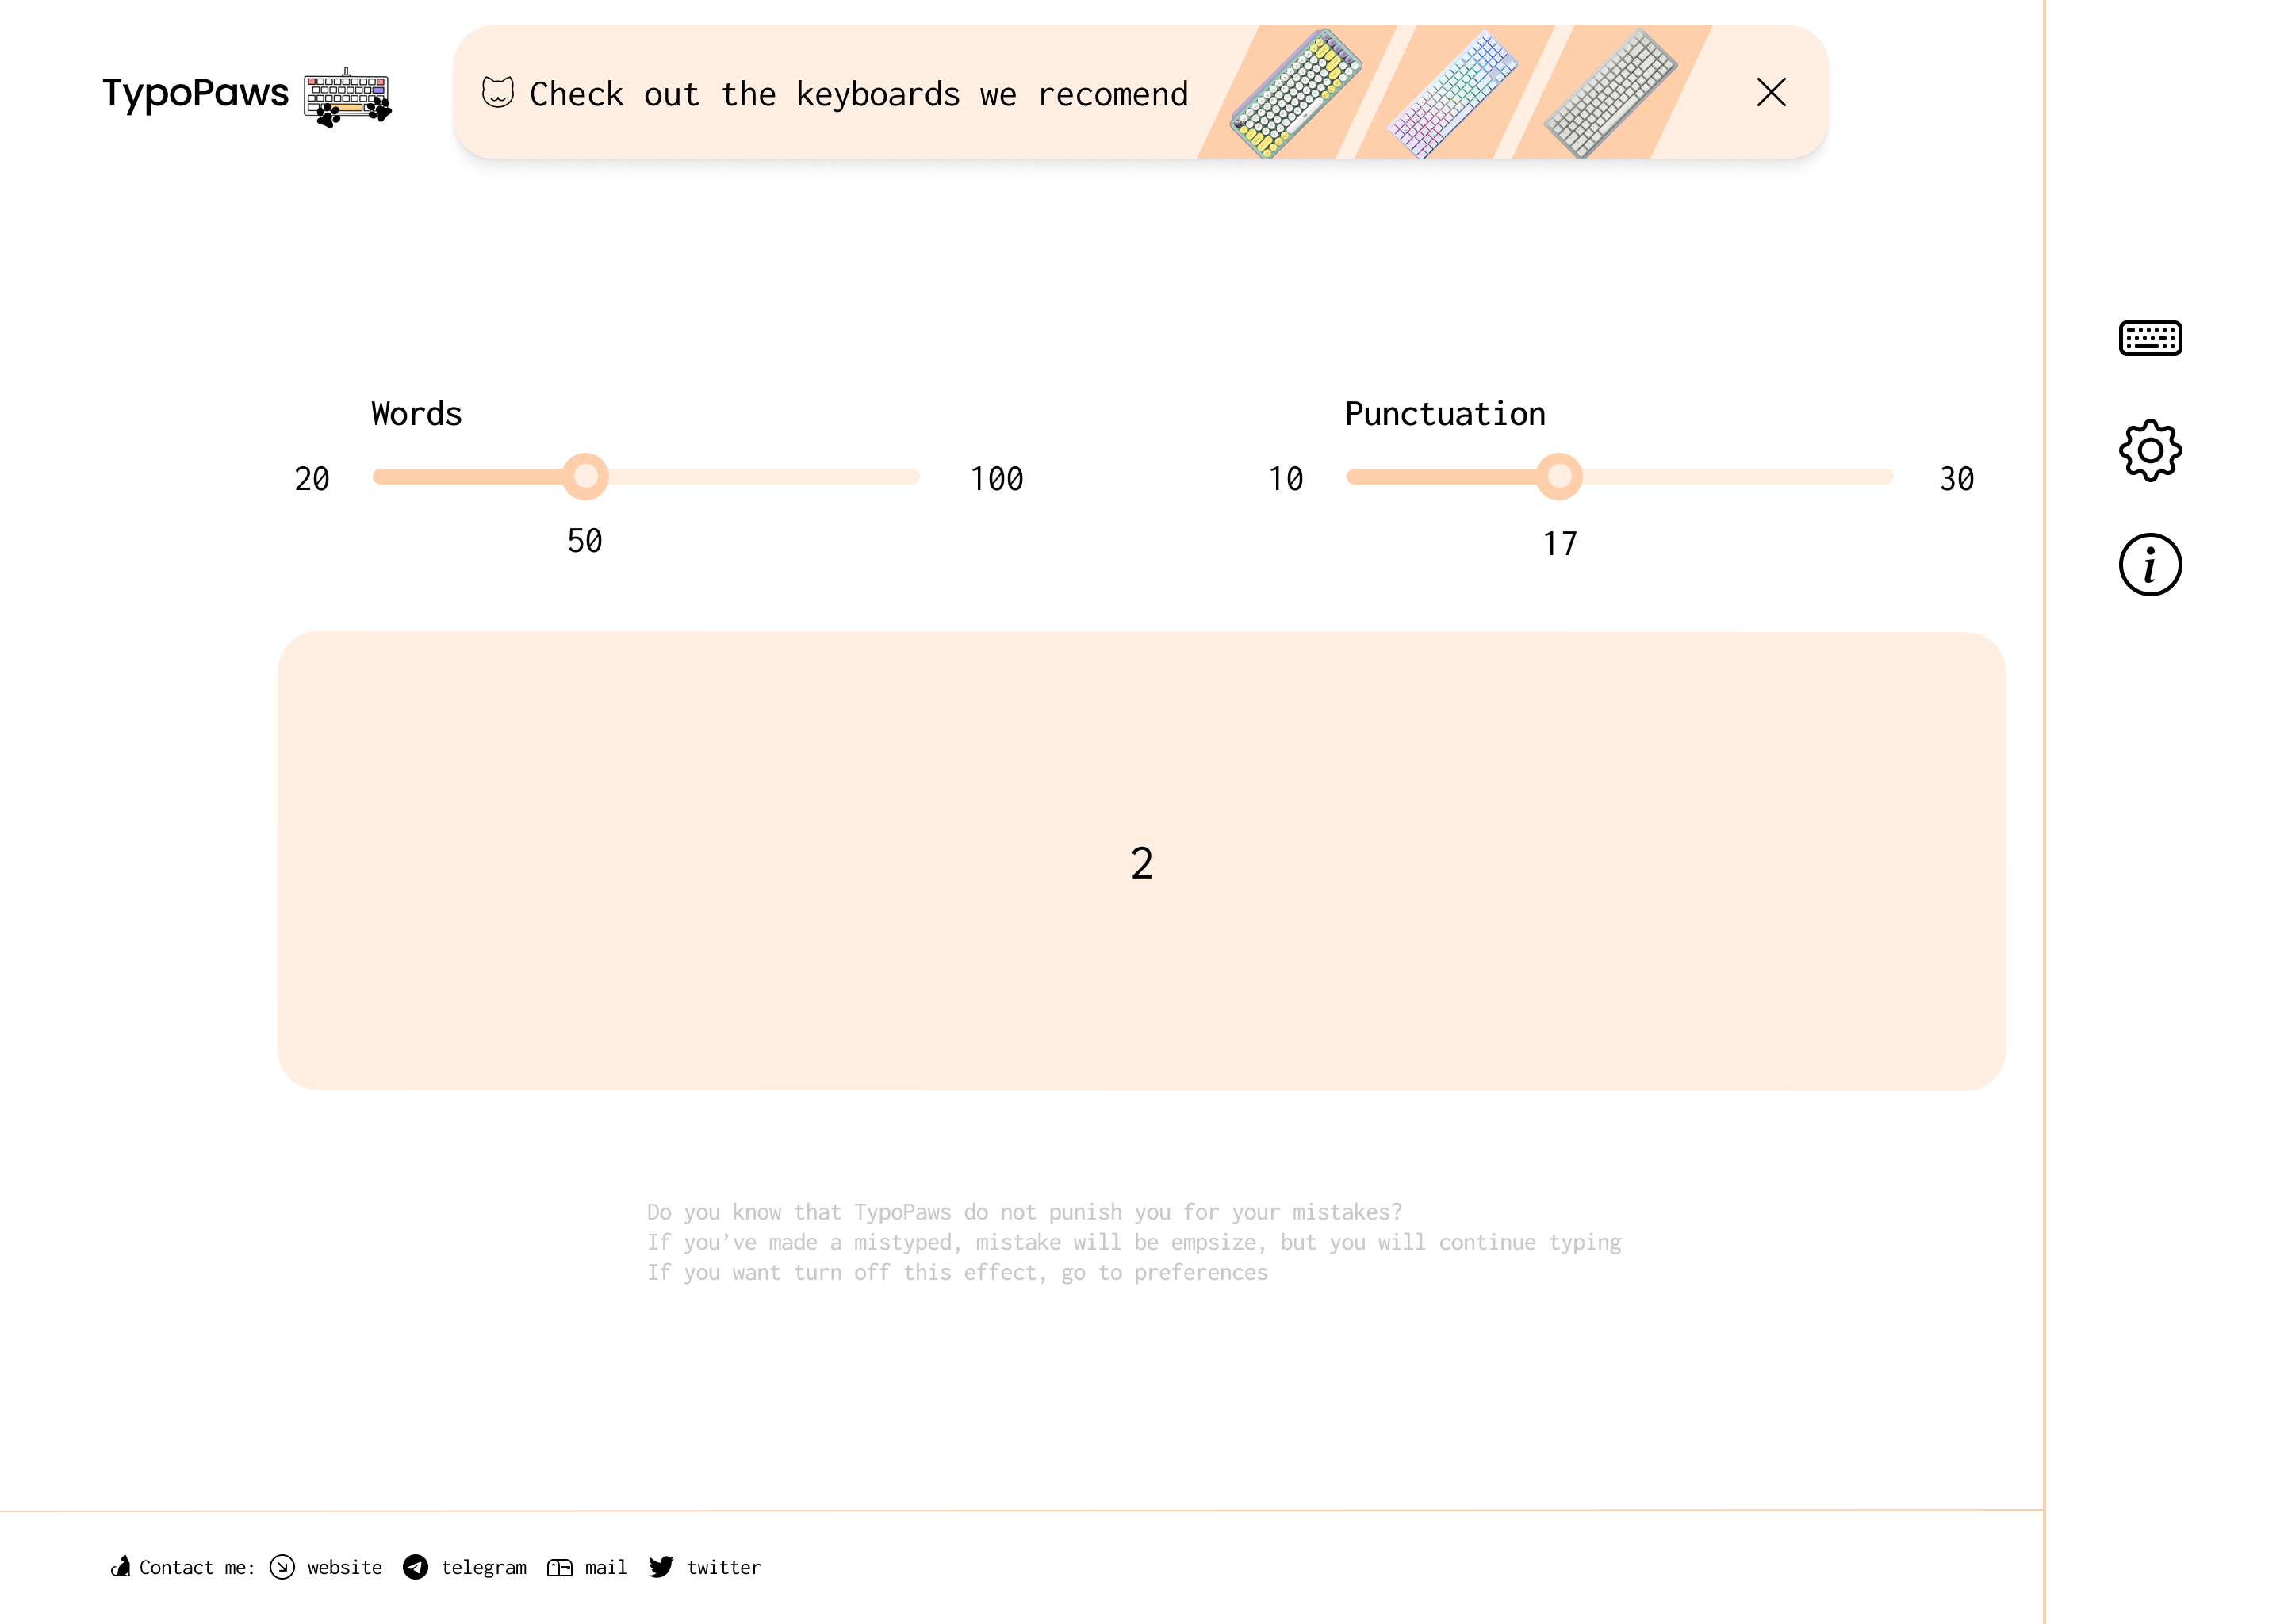 TypoPaws
Check out the keyboards we recomend
Words
20
100
50
Punctuation
10
30
17
2
Do you know that TypoPaws do not punish you for your mistakes?
If you’ve made a mistyped, mistake will be empsize, but you will continue typing
If you want turn off this effect, go to preferences
Contact me: website telegram mail twitter